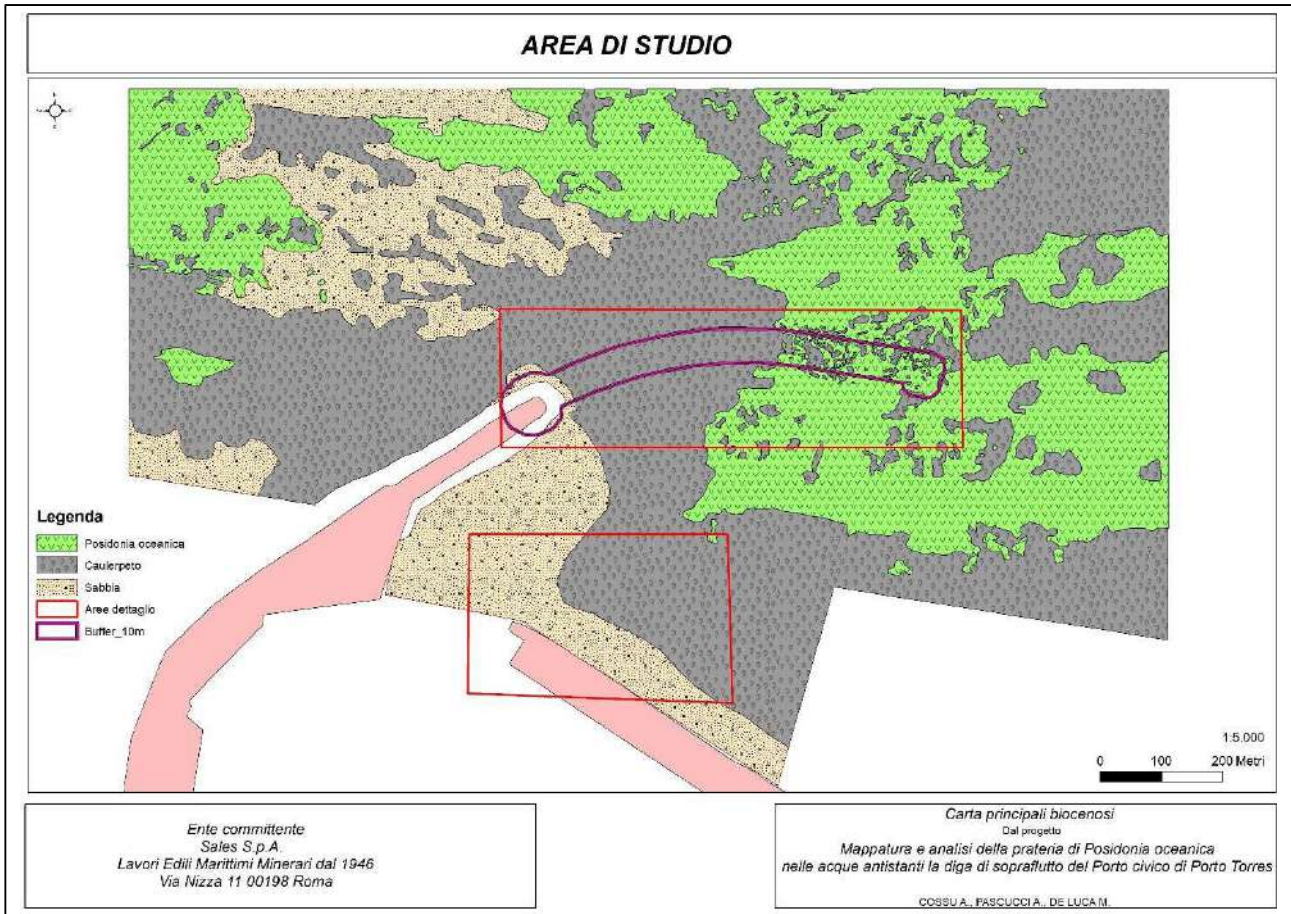 AREA DI STUDIO
Legenda
Posidonia oceanica
Caulerpeto
Sabbia
Aree dettaglio
Buffer_10m
1:5.000
0 100 200 Metri
Ente committente
Sales S.p.A.
Lavori Edili Marittimi Minerari dal 1946
Via Nizza 11 00198 Roma
Carta principali biocenosi
Dal progetto
Mappatura e analisi della prateria di Posidonia oceanica
nelle acque antistanti la diga di sopraflutto del Porto civico di Porto Torres
COSSU A., PASCUCCI A., DE LUCA M.